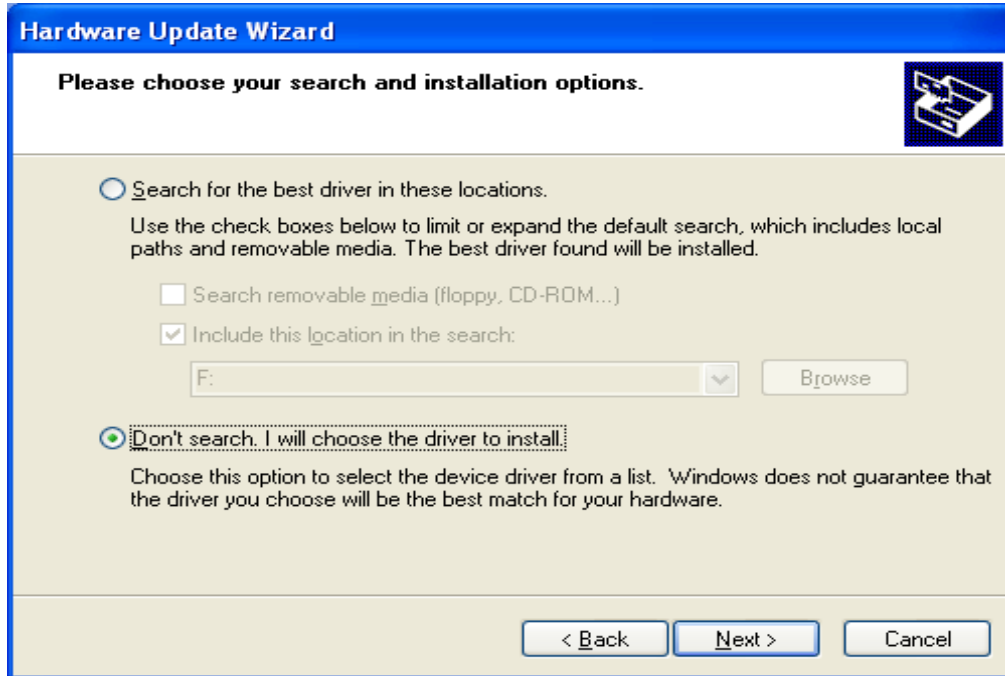 Hardware Update Wizard
Please choose your search and installation options.
Search for the best driver in these locations.
Use the check boxes below to limit or expand the default search, which includes local
paths and removable media. The best driver found will be installed.
Search removable media (floppy, CD-ROM...)
Include this location in the search:
F:
Browse
Don't search. I will choose the driver to install.
Choose this option to select the device driver from a list.  Windows does not guarantee that
the driver you choose will be the best match for your hardware.
< Back
Next >
Cancel